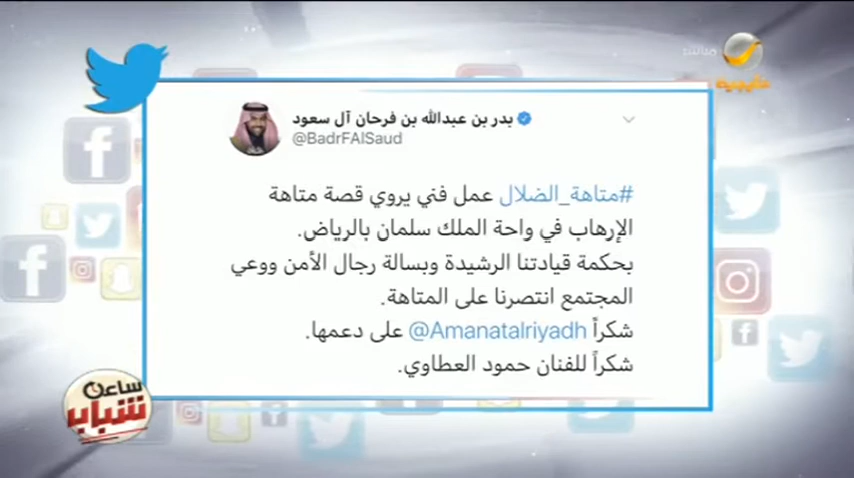 مباشر
خليجية
بدر بن عبدالله بن فرحان آل سعود
@BadrFAlSaud
#متاهة_الضلال عمل فني يروي قصة متاهة
الإرهاب في واحة الملك سلمان بالرياض.
بحكمة قيادتنا الرشيدة وبسالة رجال الأمن ووعي
المجتمع انتصرنا على المتاهة.
شكراً @Amanatalriyadh على دعمها.
شكراً للفنان حمود العطاوي.
ساعة
شباب